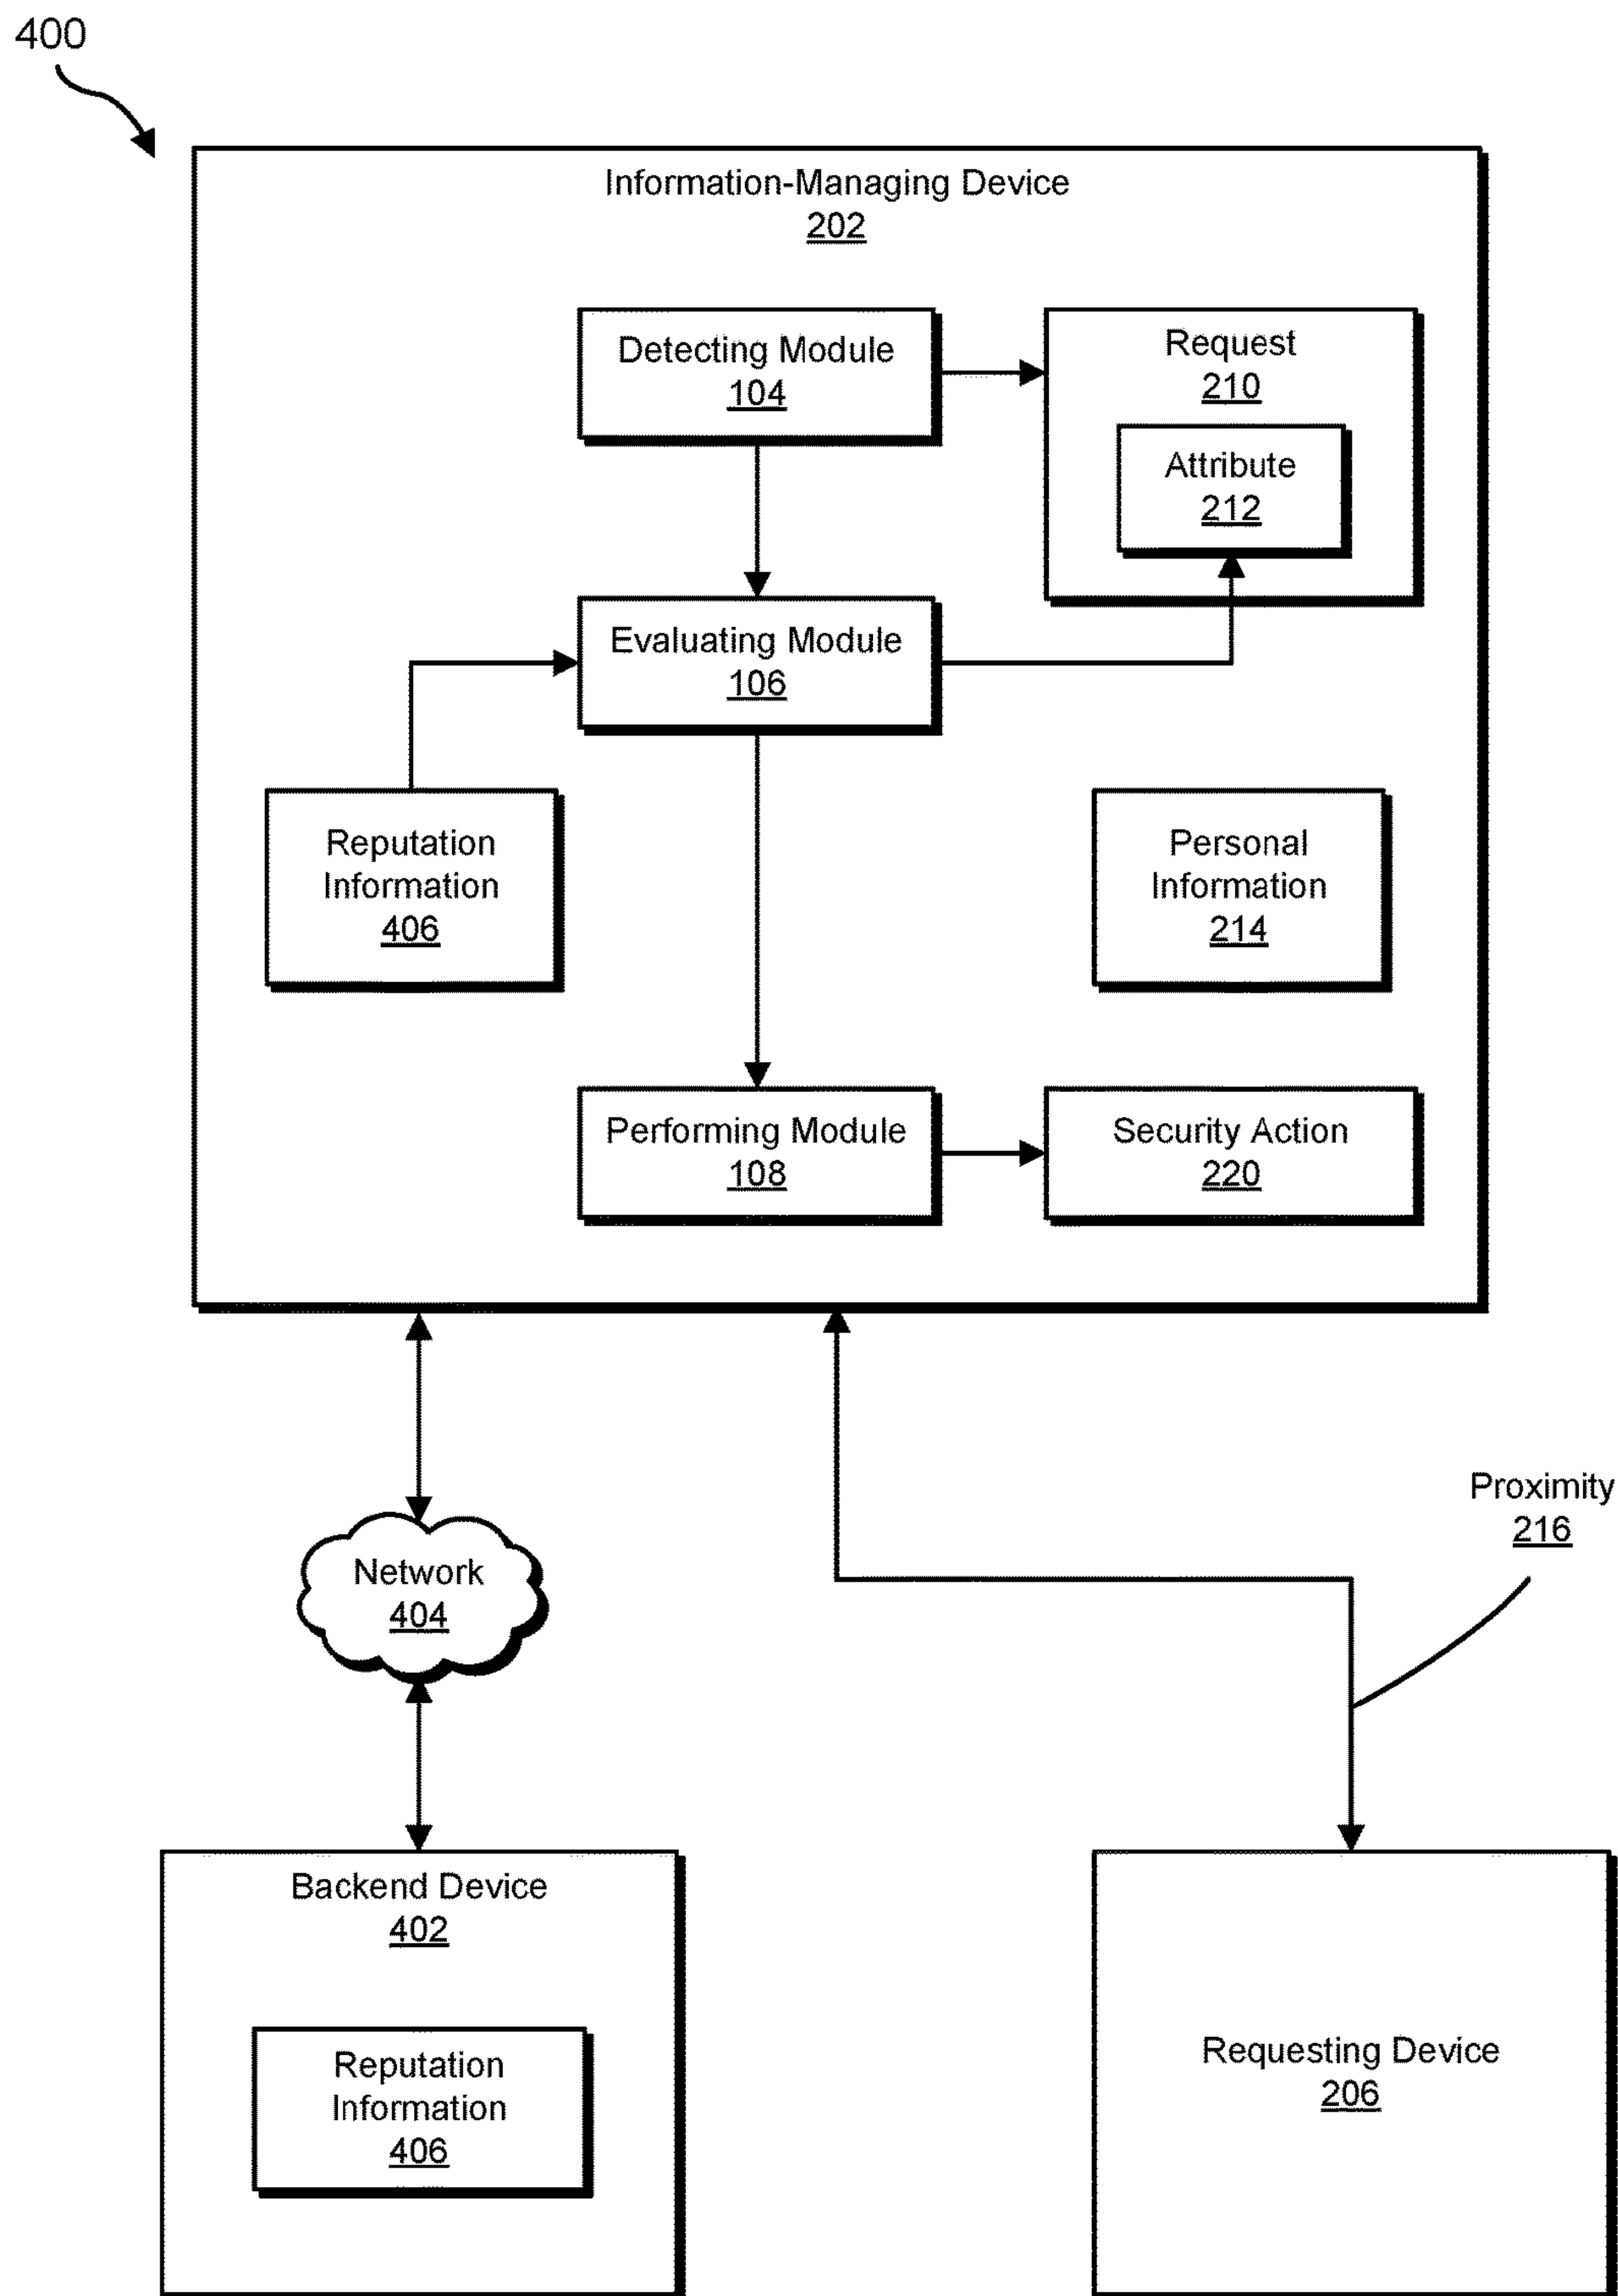 400
Information-Managing Device
202
Detecting Module
104
Request
210
Attribute
212
Evaluating Module
106
Reputation
Information
406
Personal
Information
214
Performing Module
108
Security Action
220
Proximity
216
Network
404
Backend Device
402
Reputation
Information
406
Requesting Device
206